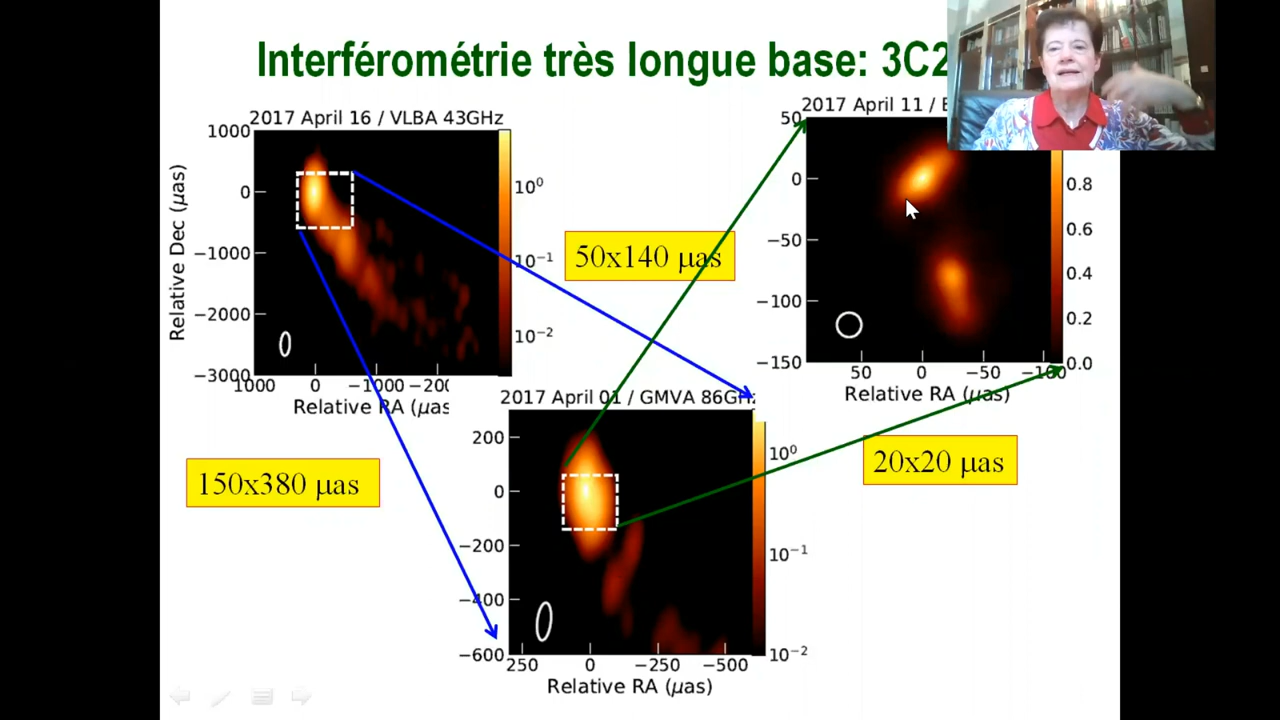 Interférométrie très longue base: 3C2
2017 April 16 / VLBA 43GHz
1000
0
−1000
−2000
−3000
Relative Dec (μas)
1000 0 −1000 −200
Relative RA (μas
10⁰
10⁻¹
10⁻²
150x380 μas
50x140 μas
2017 April 01 / GMVA 86GHz
200
0
−200
−400
−600
250 0 −250 −500
Relative RA (μas)
10⁰
10⁻¹
10⁻²
2017 April 11 /
50
0
−50
−100
−150
50 0 −50 −100
Relative RA (μas)
0.8
0.6
0.4
0.2
0.0
20x20 μas